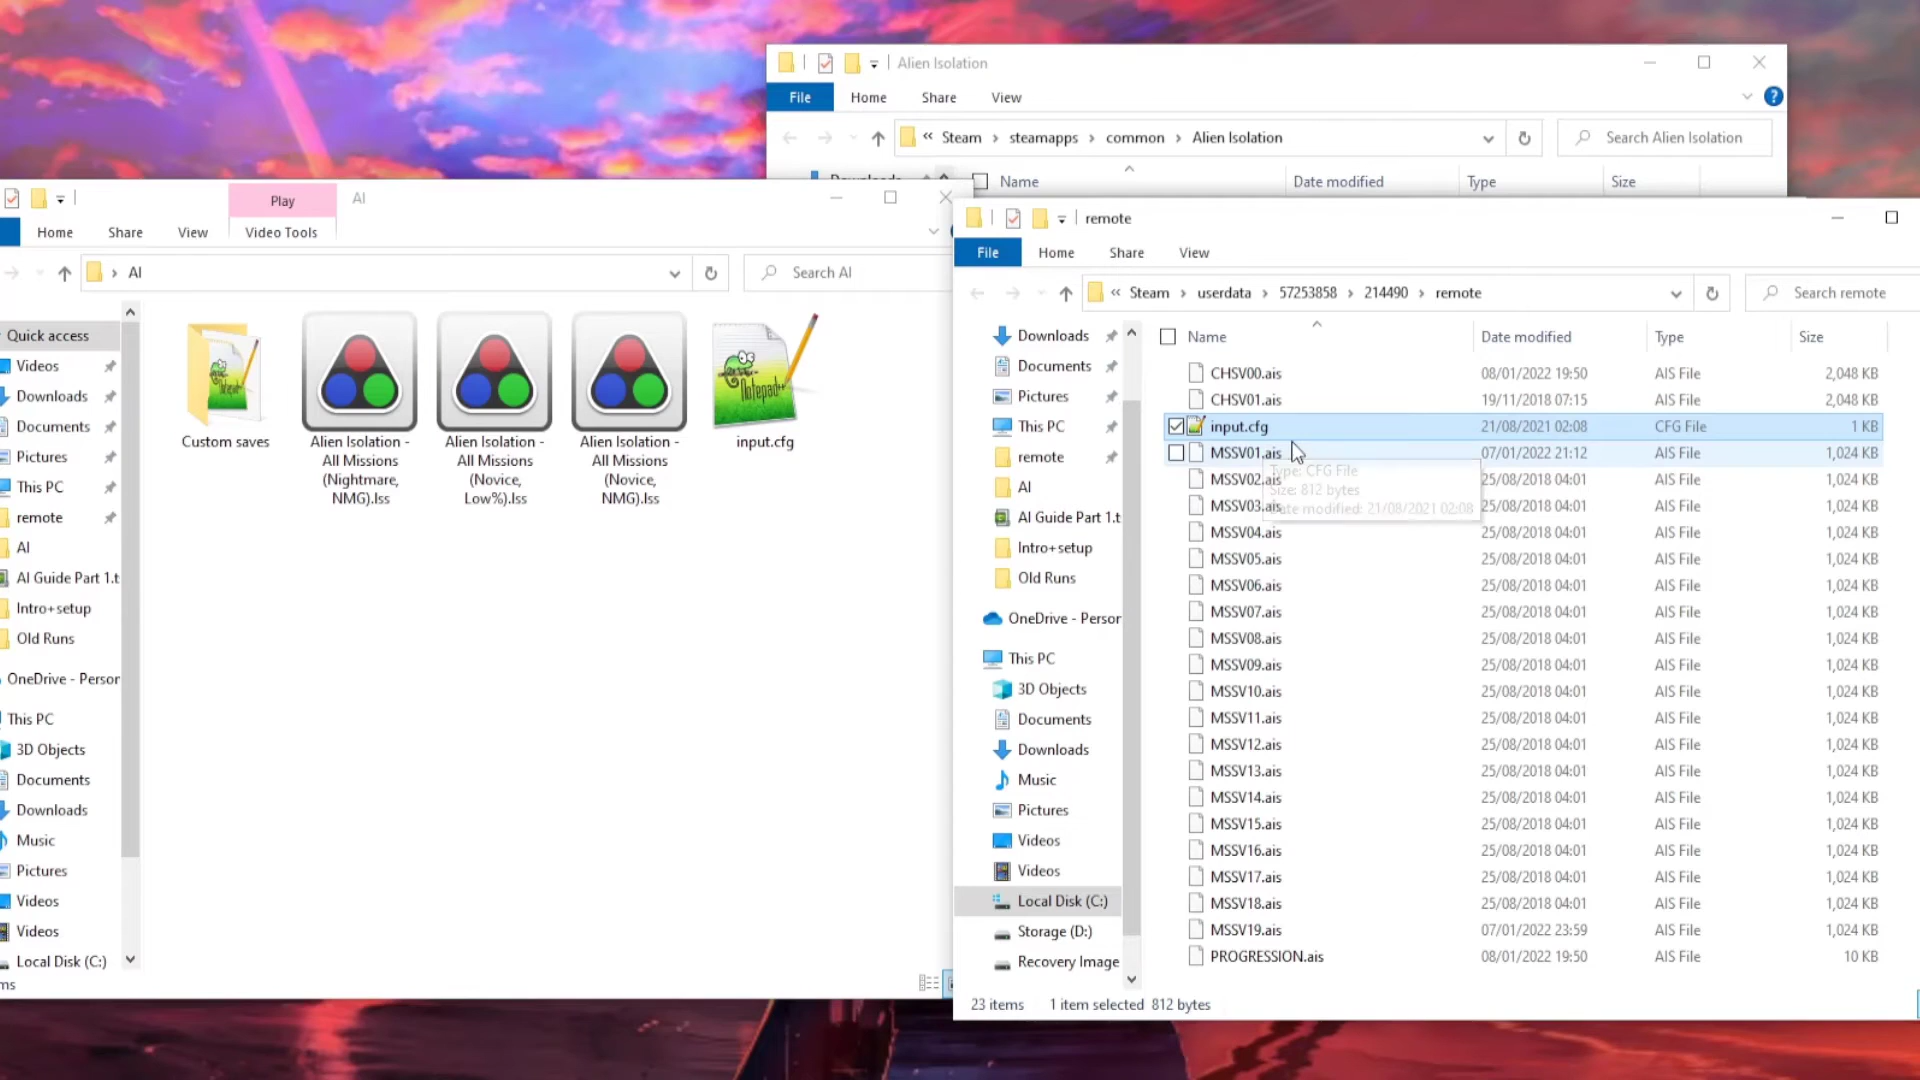 Alien Isolation
File Home Share View
Steam steamapps common Alien Isolation
Search Alien Isolation
Name Date modified Type Size
Play AI
Home Share View Video Tools
AI
Search AI
Quick access
Videos
Downloads
Documents
Pictures
This PC
remote
AI
AI Guide Part 1.t
Intro+setup
Old Runs
OneDrive - Person
This PC
3D Objects
Documents
Downloads
Music
Pictures
Videos
Videos
Local Disk (C:)
Custom saves
Alien Isolation -
All Missions
(Nightmare,
NMG).lss
Alien Isolation -
All Missions
(Novice,
Low%).lss
Alien Isolation -
All Missions
(Novice,
NMG).lss
input.cfg
Notepad++
remote
File Home Share View
Steam userdata 57253858 214490 remote
Search remote
Downloads
Documents
Pictures
This PC
remote
AI
AI Guide Part 1.t
Intro+setup
Old Runs
OneDrive - Person
This PC
3D Objects
Documents
Downloads
Music
Pictures
Videos
Videos
Local Disk (C:)
Storage (D:)
Recovery Image
Name Date modified Type Size
CHSV00.ais 08/01/2022 19:50 AIS File 2,048 KB
CHSV01.ais 19/11/2018 07:15 AIS File 2,048 KB
input.cfg 21/08/2021 02:08 CFG File 1 KB
MSSV01.ais 07/01/2022 21:12 AIS File 1,024 KB
MSSV02.ais 25/08/2018 04:01 AIS File 1,024 KB
MSSV03.ais 25/08/2018 04:01 AIS File 1,024 KB
MSSV04.ais 25/08/2018 04:01 AIS File 1,024 KB
MSSV05.ais 25/08/2018 04:01 AIS File 1,024 KB
MSSV06.ais 25/08/2018 04:01 AIS File 1,024 KB
MSSV07.ais 25/08/2018 04:01 AIS File 1,024 KB
MSSV08.ais 25/08/2018 04:01 AIS File 1,024 KB
MSSV09.ais 25/08/2018 04:01 AIS File 1,024 KB
MSSV10.ais 25/08/2018 04:01 AIS File 1,024 KB
MSSV11.ais 25/08/2018 04:01 AIS File 1,024 KB
MSSV12.ais 25/08/2018 04:01 AIS File 1,024 KB
MSSV13.ais 25/08/2018 04:01 AIS File 1,024 KB
MSSV14.ais 25/08/2018 04:01 AIS File 1,024 KB
MSSV15.ais 25/08/2018 04:01 AIS File 1,024 KB
MSSV16.ais 25/08/2018 04:01 AIS File 1,024 KB
MSSV17.ais 25/08/2018 04:01 AIS File 1,024 KB
MSSV18.ais 25/08/2018 04:01 AIS File 1,024 KB
MSSV19.ais 07/01/2022 23:59 AIS File 1,024 KB
PROGRESSION.ais 08/01/2022 19:50 AIS File 10 KB
Type: CFG File
Size: 812 bytes
Date modified: 21/08/2021 02:08
23 items 1 item selected 812 bytes